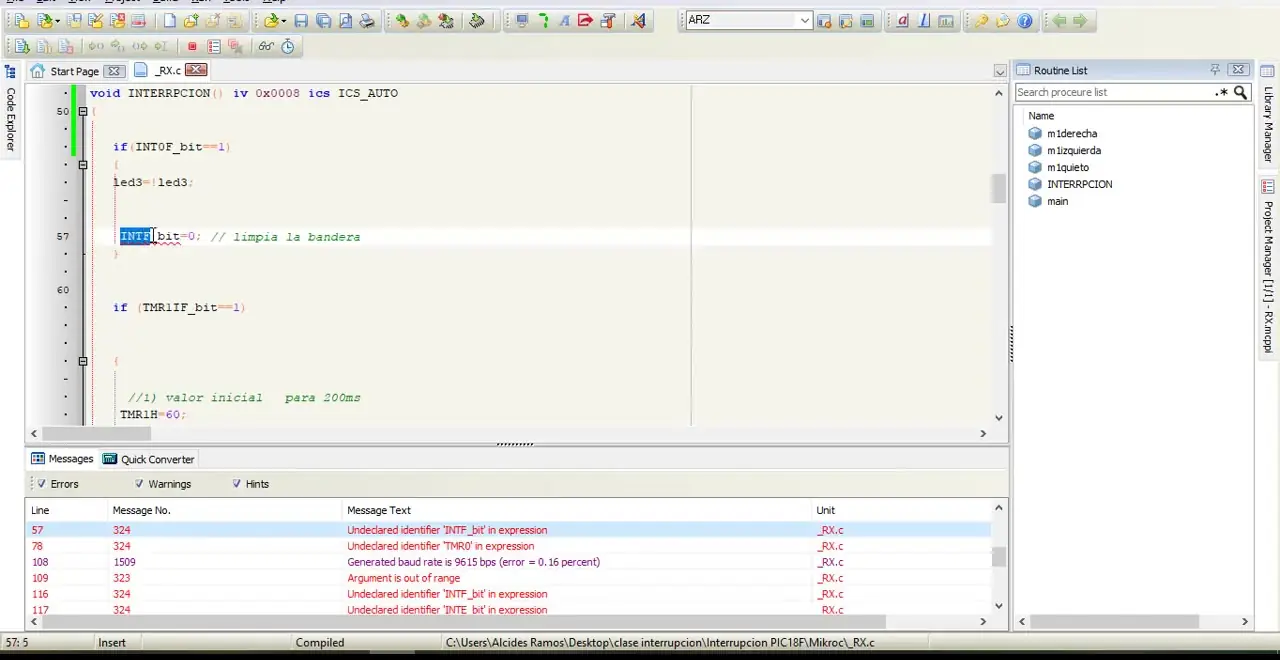 ARZ
Start Page
_RX.c
Code Explorer
void INTERRPCION() iv 0x0008 ics ICS_AUTO
50 {
if(INT0F_bit==1)
{
led3=!led3;
57 INTF_bit=0; // limpia la bandera
}
60
if (TMR1IF_bit==1)
{
//1) valor inicial para 200ms
TMR1H=60;
Routine List
Search proceure list
.*
Name
m1derecha
m1izquierda
m1quieto
INTERRPCION
main
Library Manager
Project Manager [1/1] - RX.mcppi
Messages
Quick Converter
Errors
Warnings
Hints
Line Message No. Message Text Unit
57 324 Undeclared identifier 'INTF_bit' in expression _RX.c
78 324 Undeclared identifier 'TMR0' in expression _RX.c
108 1509 Generated baud rate is 9615 bps (error = 0.16 percent) _RX.c
109 323 Argument is out of range _RX.c
116 324 Undeclared identifier 'INTF_bit' in expression _RX.c
117 324 Undeclared identifier 'INTE_bit' in expression _RX.c
57: 5 Insert Compiled C:\Users\Alcides Ramos\Desktop\clase interrupcion\Interrupcion PIC18F\Mikroc\_RX.c